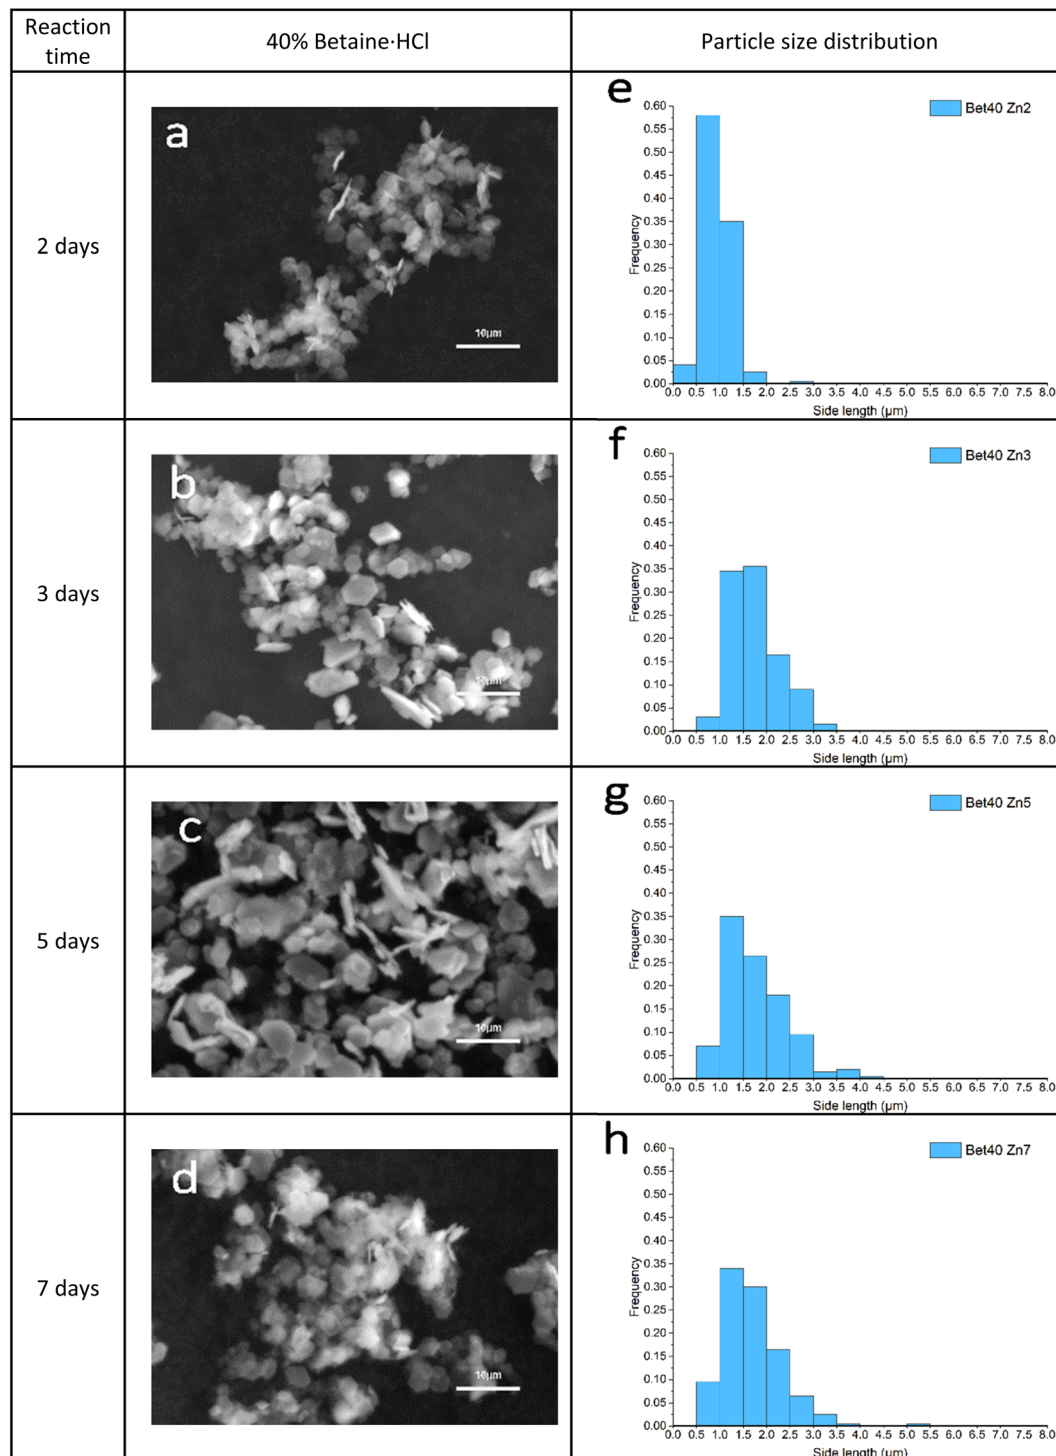 Reaction time
40% Betaine·HCl
Particle size distribution
2 days
a
10µm
e
Bet40 Zn2
Frequency
0.60
0.55
0.50
0.45
0.40
0.35
0.30
0.25
0.20
0.15
0.10
0.05
0.00
0.0 0.5 1.0 1.5 2.0 2.5 3.0 3.5 4.0 4.5 5.0 5.5 6.0 6.5 7.0 7.5 8.0
Side length (µm)
3 days
b
10µm
f
Bet40 Zn3
Frequency
0.60
0.55
0.50
0.45
0.40
0.35
0.30
0.25
0.20
0.15
0.10
0.05
0.00
0.0 0.5 1.0 1.5 2.0 2.5 3.0 3.5 4.0 4.5 5.0 5.5 6.0 6.5 7.0 7.5 8.0
Side length (µm)
5 days
c
10µm
g
Bet40 Zn5
Frequency
0.60
0.55
0.50
0.45
0.40
0.35
0.30
0.25
0.20
0.15
0.10
0.05
0.00
0.0 0.5 1.0 1.5 2.0 2.5 3.0 3.5 4.0 4.5 5.0 5.5 6.0 6.5 7.0 7.5 8.0
Side length (µm)
7 days
d
10µm
h
Bet40 Zn7
Frequency
0.60
0.55
0.50
0.45
0.40
0.35
0.30
0.25
0.20
0.15
0.10
0.05
0.00
0.0 0.5 1.0 1.5 2.0 2.5 3.0 3.5 4.0 4.5 5.0 5.5 6.0 6.5 7.0 7.5 8.0
Side length (µm)